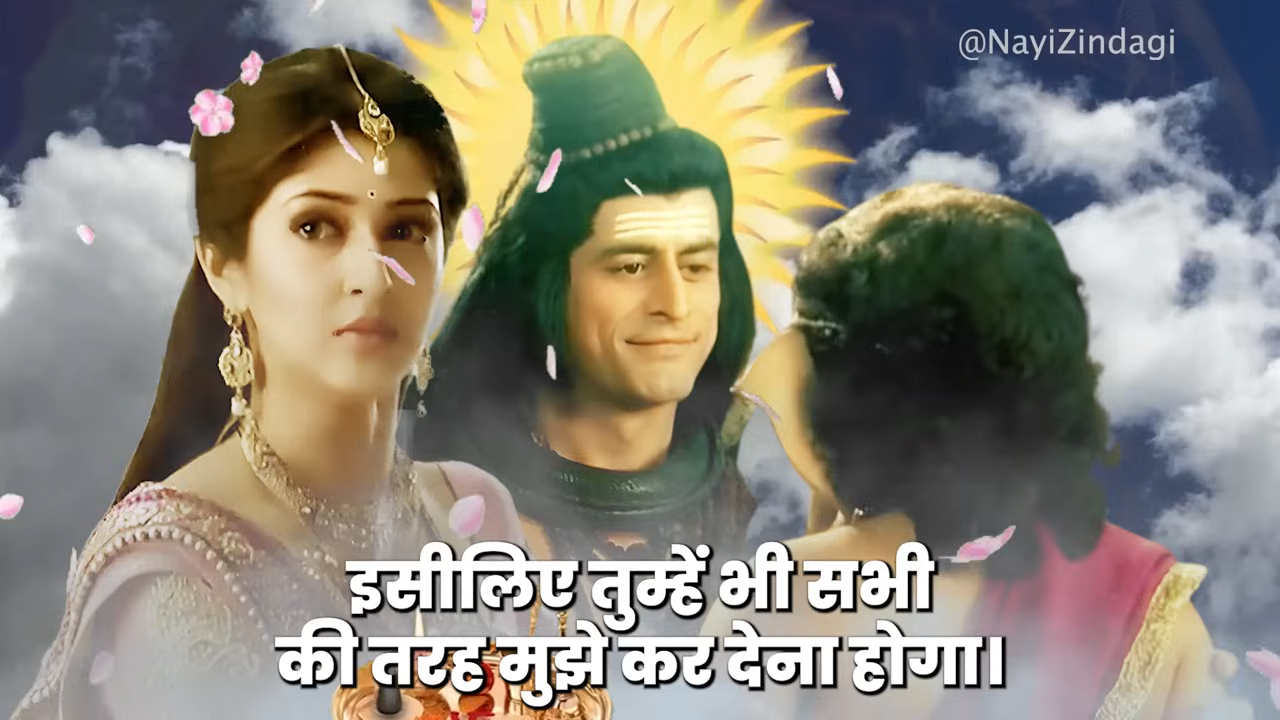 @NayiZindagi
इसीलिए तुम्हें भी सभी
की तरह मुझे कर देना होगा।